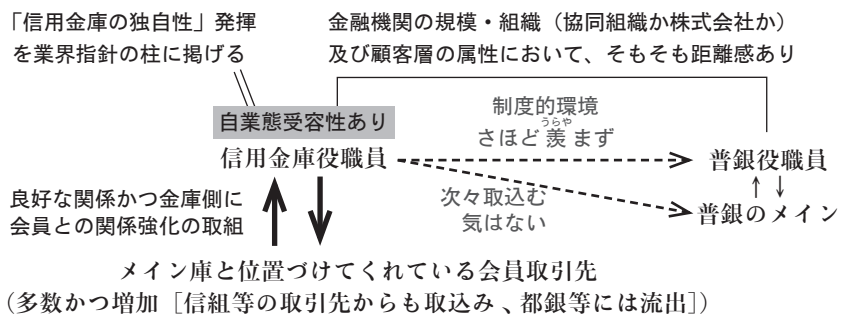 「信用金庫の独自性」発揮
を業界指針の柱に掲げる
金融機関の規模・組織（協同組織か株式会社か）
及び顧客層の属性において、そもそも距離感あり
自業態受容性あり
信用金庫役職員
制度的環境
うらや
さほど羨まず
普銀役職員
↑↓
普銀のメイン
次々取込む
気はない
良好な関係かつ金庫側に
会員との関係強化の取組
メイン庫と位置づけてくれている会員取引先
（多数かつ増加［信組等の取引先からも取込み、都銀等には流出］）